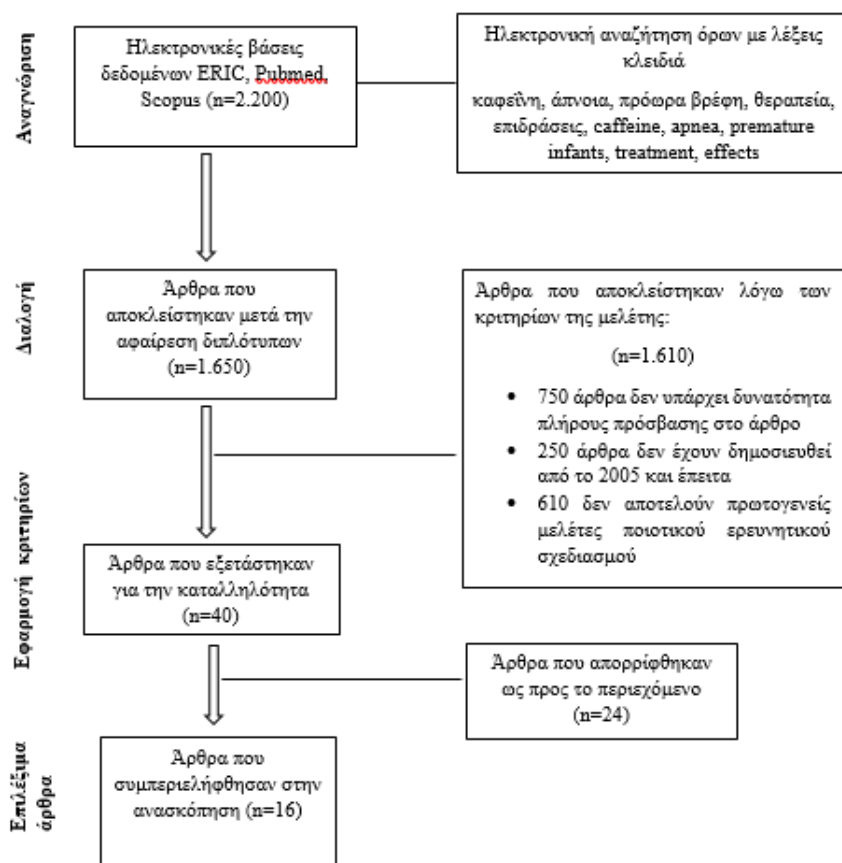 Αναγνώριση
Ηλεκτρονικές βάσεις
δεδομένων ERIC, Pubmed,
Scopus (n=2.200)
Ηλεκτρονική αναζήτηση όρων με λέξεις
κλειδιά
καφεΐνη, άπνοια, πρόωρα βρέφη, θεραπεία,
επιδράσεις, caffeine, apnea, premature
infants, treatment, effects
Διαλογή
Άρθρα που
αποκλείστηκαν μετά την
αφαίρεση διπλότυπων
(n=1.650)
Άρθρα που αποκλείστηκαν λόγω των
κριτηρίων της μελέτης:
(n=1.610)
• 750 άρθρα δεν υπάρχει δυνατότητα
πλήρους πρόσβασης στο άρθρο
• 250 άρθρα δεν έχουν δημοσιευθεί
από το 2005 και έπειτα
• 610 δεν αποτελούν πρωτογενείς
μελέτες ποιοτικού ερευνητικού
σχεδιασμού
Εφαρμογή κριτηρίων
Άρθρα που εξετάστηκαν
για την καταλληλότητα
(n=40)
Άρθρα που απορρίφθηκαν
ως προς το περιεχόμενο
(n=24)
Επιλέξιμα
άρθρα
Άρθρα που
συμπεριελήφθησαν στην
ανασκόπηση (n=16)